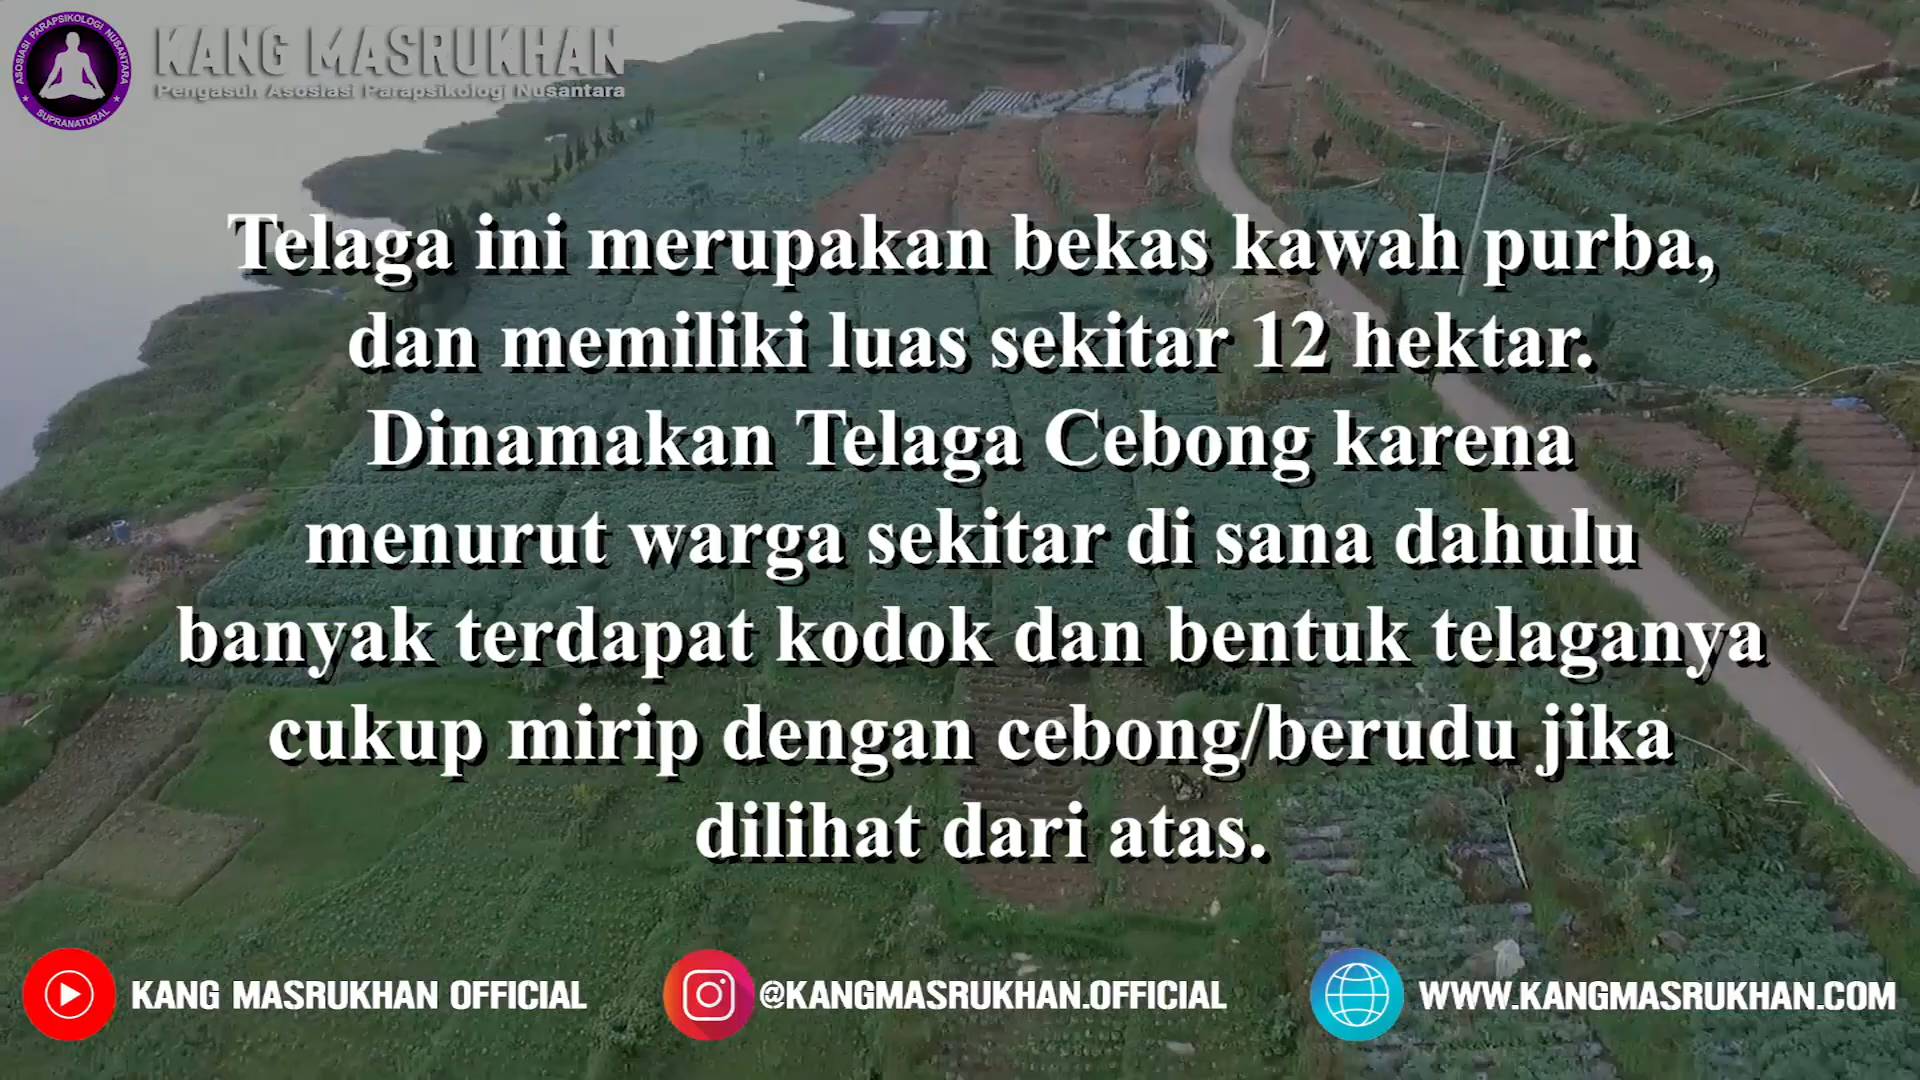 ASOSIASI PARAPSIKOLOGI NUSANTARA
SUPRANATURAL
KANG MASRUKHAN
Pengasuh Asosiasi Parapsikologi Nusantara
Telaga ini merupakan bekas kawah purba,
dan memiliki luas sekitar 12 hektar.
Dinamakan Telaga Cebong karena
menurut warga sekitar di sana dahulu
banyak terdapat kodok dan bentuk telaganya
cukup mirip dengan cebong/berudu jika
dilihat dari atas.
KANG MASRUKHAN OFFICIAL
@KANGMASRUKHAN.OFFICIAL
WWW.KANGMASRUKHAN.COM